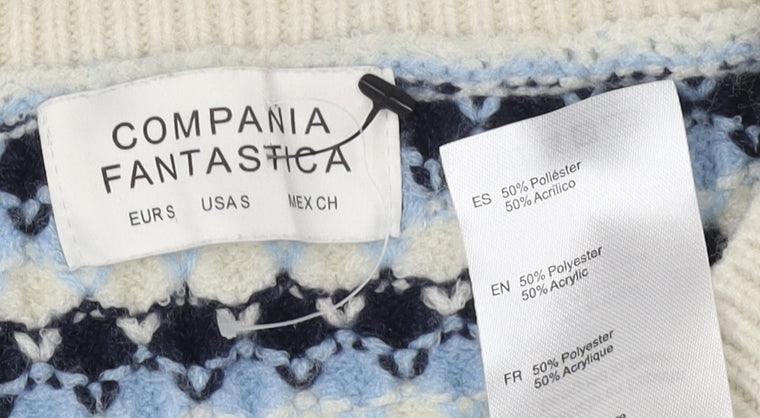 COMPANIA
FANTASTICA
EUR S USA S MEX CH
ES 50% Poliéster
50% Acrílico
EN 50% Polyester
50% Acrylic
FR 50% Polyester
50% Acrylique